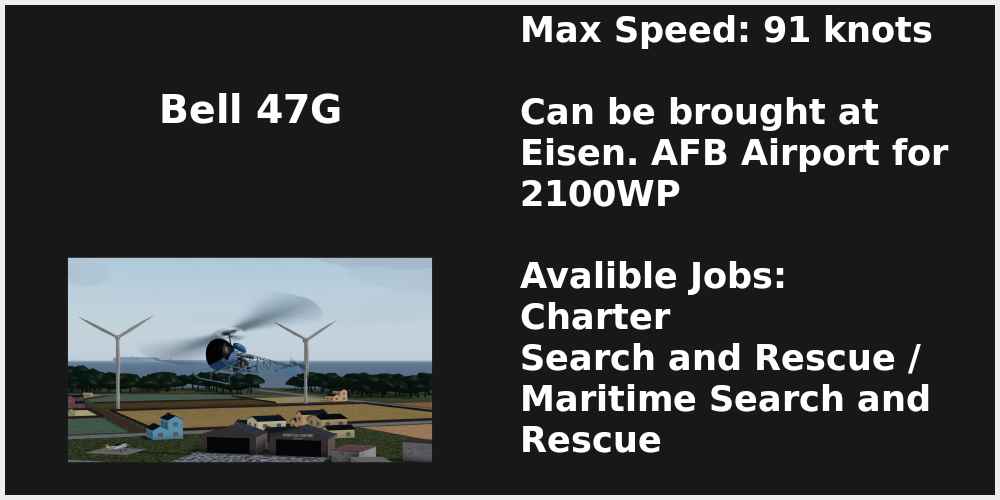 Bell 47G
Max Speed: 91 knots
Can be brought at
Eisen. AFB Airport for
2100WP
Avalible Jobs:
Charter
Search and Rescue /
Maritime Search and
Rescue